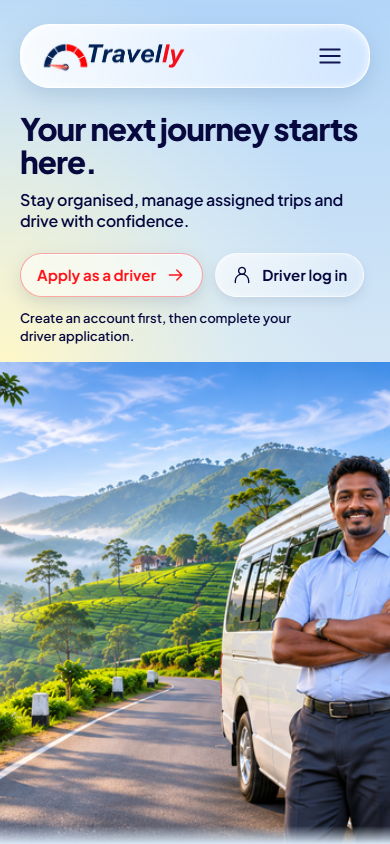 Travelly
Your next journey starts
here.
Stay organised, manage assigned trips and
drive with confidence.
Apply as a driver
Driver log in
Create an account first, then complete your
driver application.